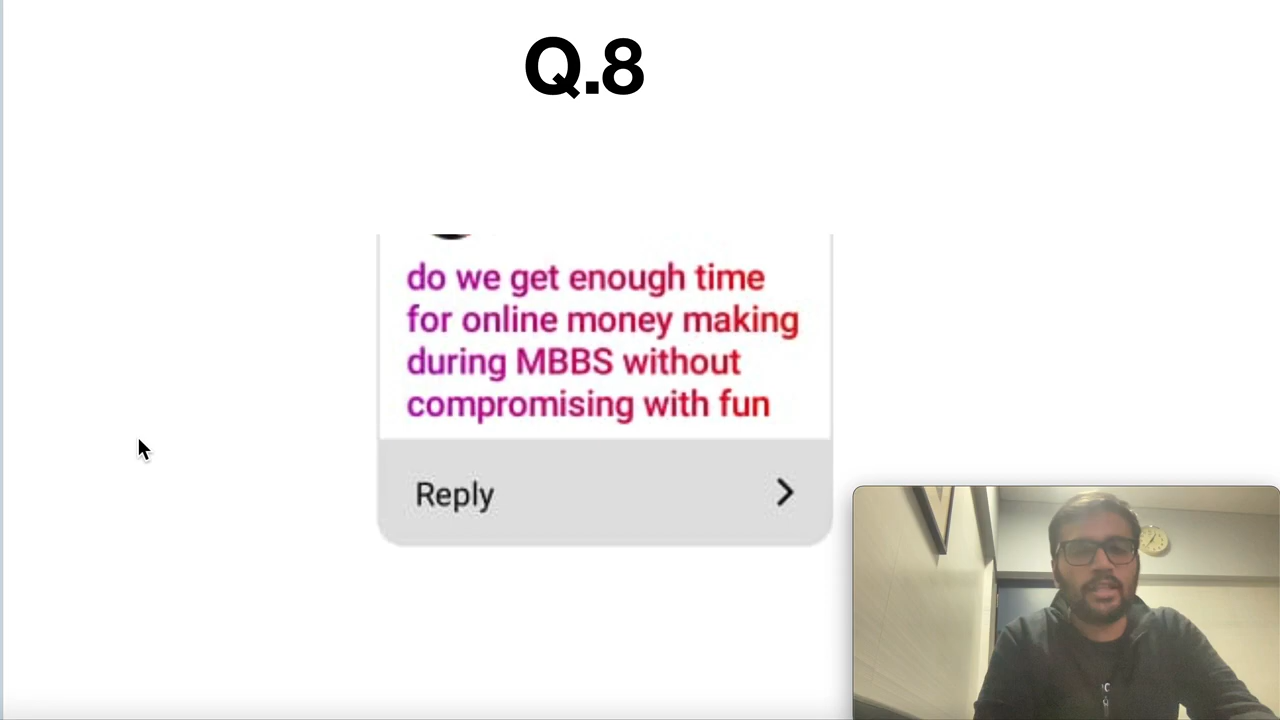 Q.8
do we get enough time
for online money making
during MBBS without
compromising with fun
Reply